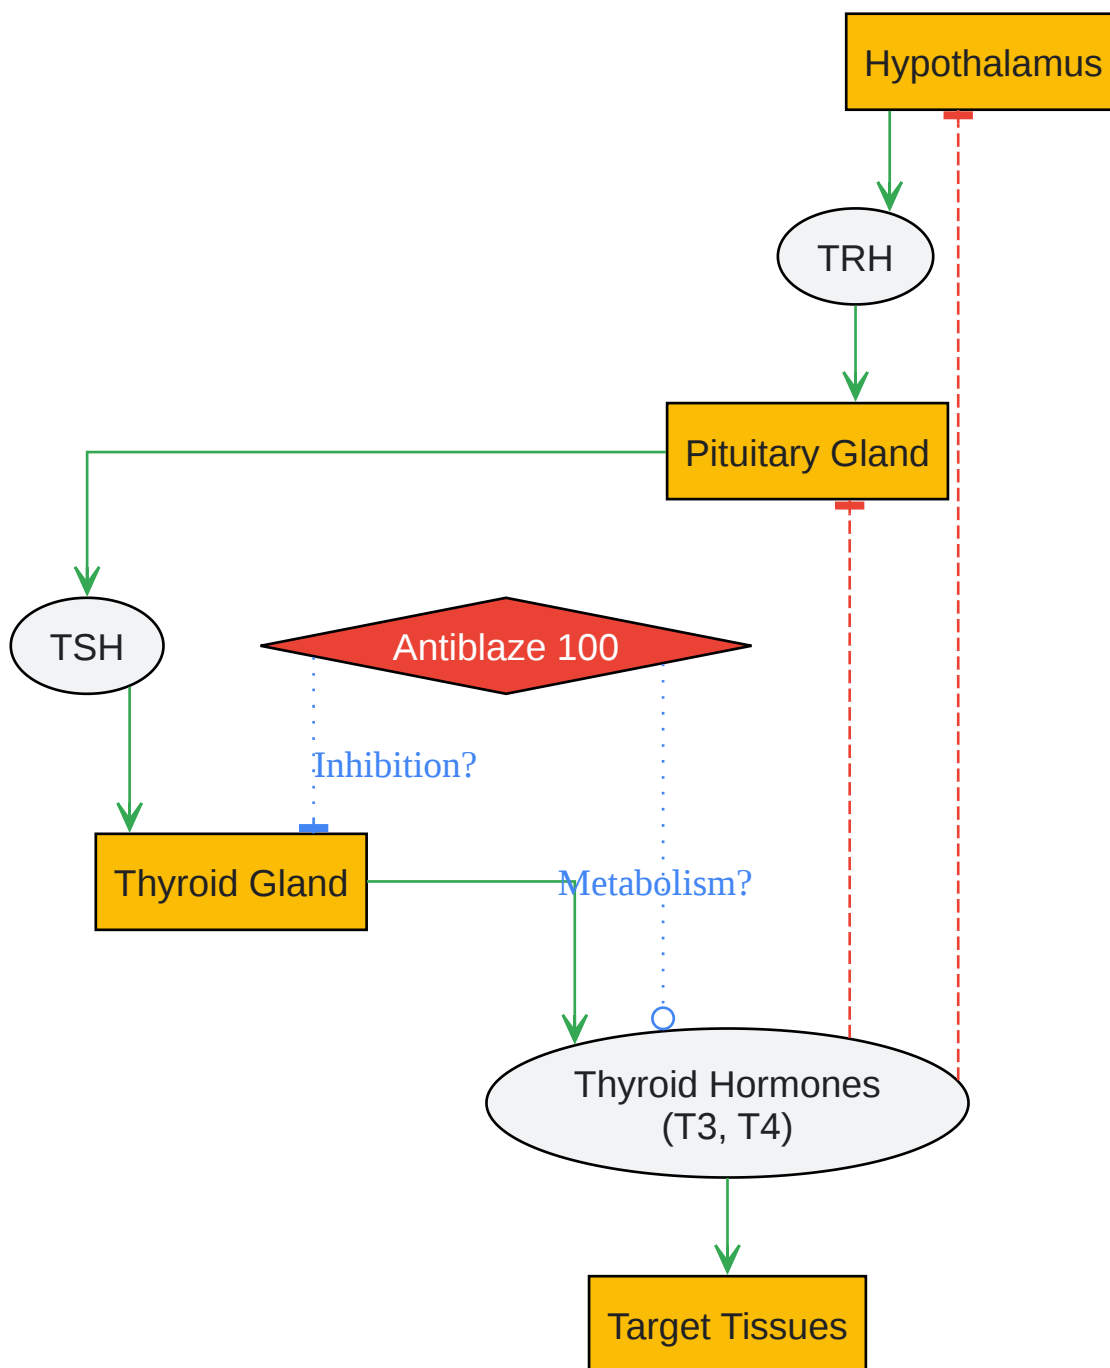 Hypothalamus
TRH
Pituitary Gland
TSH
Antiblaze 100
Inhibition?
Thyroid Gland
Metabolism?
Thyroid Hormones
(T3, T4)
Target Tissues